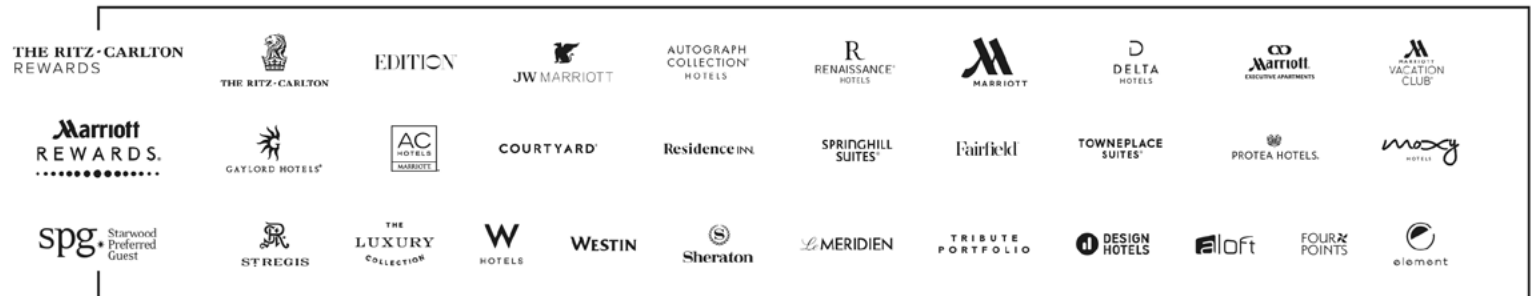 THE RITZ-CARLTON
REWARDS
THE RITZ-CARLTON
EDITION
JW MARRIOTT
AUTOGRAPH
COLLECTION®
HOTELS
R
RENAISSANCE®
HOTELS
M
MARRIOTT
D
DELTA
HOTELS
Marriott
EXECUTIVE APARTMENTS
M
MARRIOTT
VACATION
CLUB®
Marriott
REWARDS®
G
GAYLORD HOTELS®
AC
HOTELS
MARRIOTT
COURTYARD®
Residence INN.
SPRINGHILL
SUITES®
Fairfield
TOWNEPLACE
SUITES®
PROTEA HOTELS.
moxy
HOTELS
spg.
Starwood
Preferred
Guest
STREGIS
THE
LUXURY
COLLECTION
W
HOTELS
WESTIN
S
Sheraton
Le MERIDIEN
TRIBUTE
PORTFOLIO
DESIGN
HOTELS
aloft
FOUR
POINTS
element